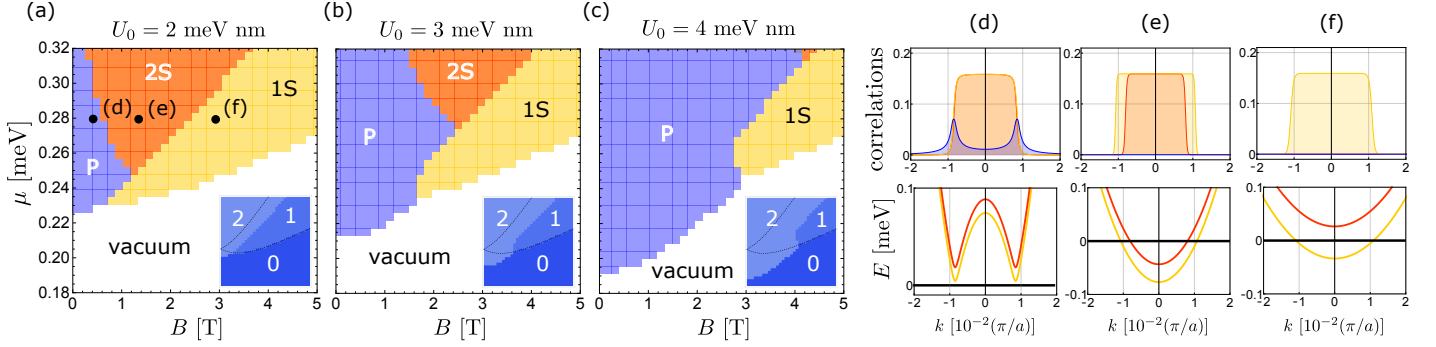 (a)
U₀ = 2 meV nm
(b)
U₀ = 3 meV nm
(c)
U₀ = 4 meV nm
(d)
(e)
(f)
μ [meV]
0.32
0.30
0.28
0.26
0.24
0.22
0.20
0.18
2S
1S
(d)
(e)
(f)
P
vacuum
2
1
0
0 1 2 3 4 5
B [T]
2S
1S
P
vacuum
2
1
0
0 1 2 3 4 5
B [T]
P
1S
vacuum
2
1
0
0 1 2 3 4 5
B [T]
correlations
0.2
0.1
0
-2 -1 0 1 2
0.2
0.1
0
-2 -1 0 1 2
0.2
0.1
0
-2 -1 0 1 2
E [meV]
0.1
0
-2 -1 0 1 2
k [10⁻²(π/a)]
0.1
0
-0.1
-2 -1 0 1 2
k [10⁻²(π/a)]
0.1
0
-0.1
-2 -1 0 1 2
k [10⁻²(π/a)]